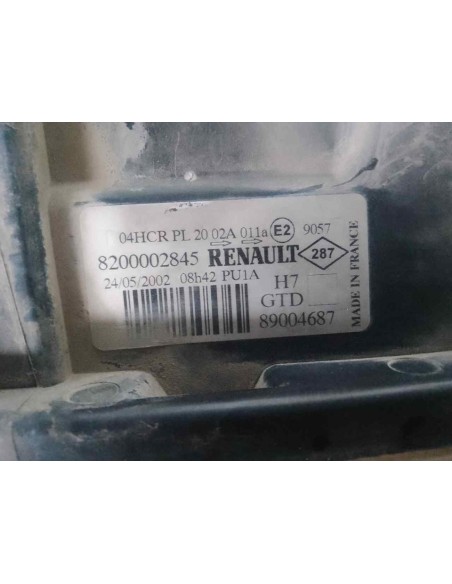 04HCR PL 20 02A 011a E2 9057
8200002845 RENAULT 287
24/05/2002 08h42 PU1A H7
GTD
89004687
MADE IN FRANCE